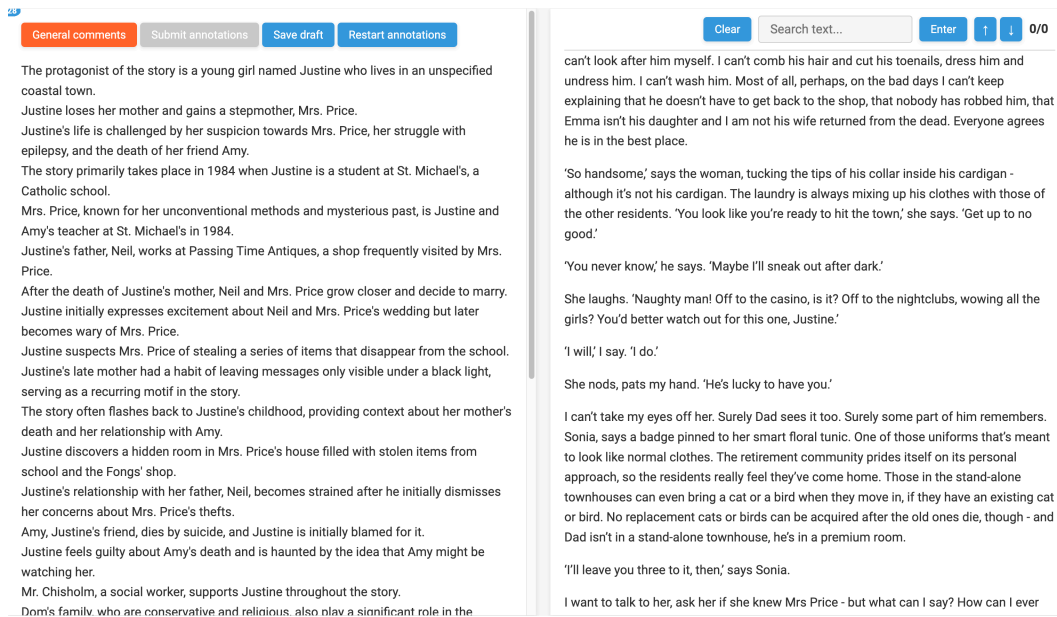 28
General comments
Submit annotations
Save draft
Restart annotations
The protagonist of the story is a young girl named Justine who lives in an unspecified
coastal town.
Justine loses her mother and gains a stepmother, Mrs. Price.
Justine's life is challenged by her suspicion towards Mrs. Price, her struggle with
epilepsy, and the death of her friend Amy.
The story primarily takes place in 1984 when Justine is a student at St. Michael's, a
Catholic school.
Mrs. Price, known for her unconventional methods and mysterious past, is Justine and
Amy's teacher at St. Michael's in 1984.
Justine's father, Neil, works at Passing Time Antiques, a shop frequently visited by Mrs.
Price.
After the death of Justine's mother, Neil and Mrs. Price grow closer and decide to marry.
Justine initially expresses excitement about Neil and Mrs. Price's wedding but later
becomes wary of Mrs. Price.
Justine suspects Mrs. Price of stealing a series of items that disappear from the school.
Justine's late mother had a habit of leaving messages only visible under a black light,
serving as a recurring motif in the story.
The story often flashes back to Justine's childhood, providing context about her mother's
death and her relationship with Amy.
Justine discovers a hidden room in Mrs. Price's house filled with stolen items from
school and the Fongs' shop.
Justine's relationship with her father, Neil, becomes strained after he initially dismisses
her concerns about Mrs. Price's thefts.
Amy, Justine's friend, dies by suicide, and Justine is initially blamed for it.
Justine feels guilty about Amy's death and is haunted by the idea that Amy might be
watching her.
Mr. Chisholm, a social worker, supports Justine throughout the story.
Dom's family, who are conservative and religious, also play a significant role in the
Clear
Search text...
Enter
↑
↓
0/0
can’t look after him myself. I can’t comb his hair and cut his toenails, dress him and
undress him. I can’t wash him. Most of all, perhaps, on the bad days I can’t keep
explaining that he doesn’t have to get back to the shop, that nobody has robbed him, that
Emma isn’t his daughter and I am not his wife returned from the dead. Everyone agrees
he is in the best place.
‘So handsome,’ says the woman, tucking the tips of his collar inside his cardigan -
although it’s not his cardigan. The laundry is always mixing up his clothes with those of
the other residents. ‘You look like you’re ready to hit the town,’ she says. ‘Get up to no
good.’
‘You never know,’ he says. ‘Maybe I’ll sneak out after dark.’
She laughs. ‘Naughty man! Off to the casino, is it? Off to the nightclubs, wowing all the
girls? You’d better watch out for this one, Justine.’
‘I will,’ I say. ‘I do.’
She nods, pats my hand. ‘He’s lucky to have you.’
I can’t take my eyes off her. Surely Dad sees it too. Surely some part of him remembers.
Sonia, says a badge pinned to her smart floral tunic. One of those uniforms that’s meant
to look like normal clothes. The retirement community prides itself on its personal
approach, so the residents really feel they’ve come home. Those in the stand-alone
townhouses can even bring a cat or a bird when they move in, if they have an existing cat
or bird. No replacement cats or birds can be acquired after the old ones die, though - and
Dad isn’t in a stand-alone townhouse, he’s in a premium room.
‘I’ll leave you three to it, then,’ says Sonia.
I want to talk to her, ask her if she knew Mrs Price - but what can I say? How can I ever